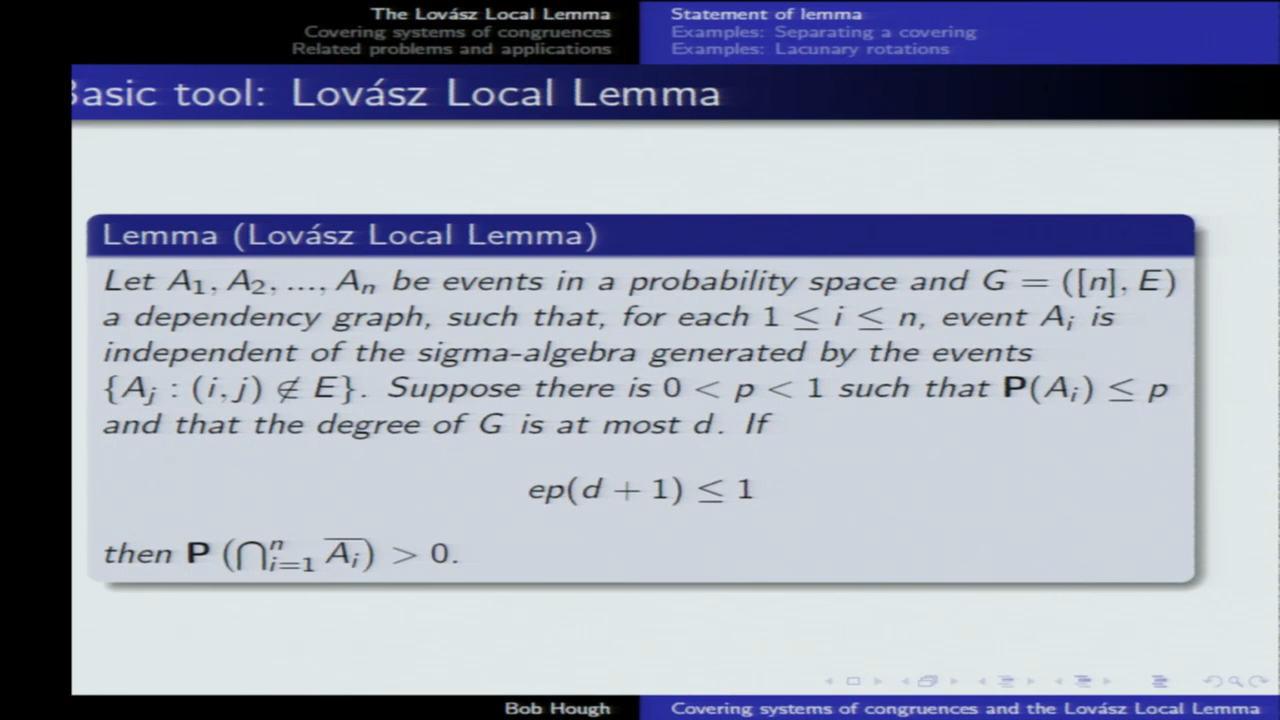 The Lovász Local Lemma
Covering systems of congruences
Related problems and applications
Statement of lemma
Examples: Separating a covering
Examples: Lacunary rotations
Basic tool: Lovász Local Lemma
Lemma (Lovász Local Lemma)
Let A₁, A₂, ..., Aₙ be events in a probability space and G = ([n], E)
a dependency graph, such that, for each 1 ≤ i ≤ n, event Aᵢ is
independent of the sigma-algebra generated by the events
{Aⱼ : (i, j) ∉ E}. Suppose there is 0 < p < 1 such that P(Aᵢ) ≤ p
and that the degree of G is at most d. If
ep(d + 1) ≤ 1
then P (⋂ⁿᵢ₌₁ A̅ᵢ) > 0.
Bob Hough
Covering systems of congruences and the Lovász Local Lemma